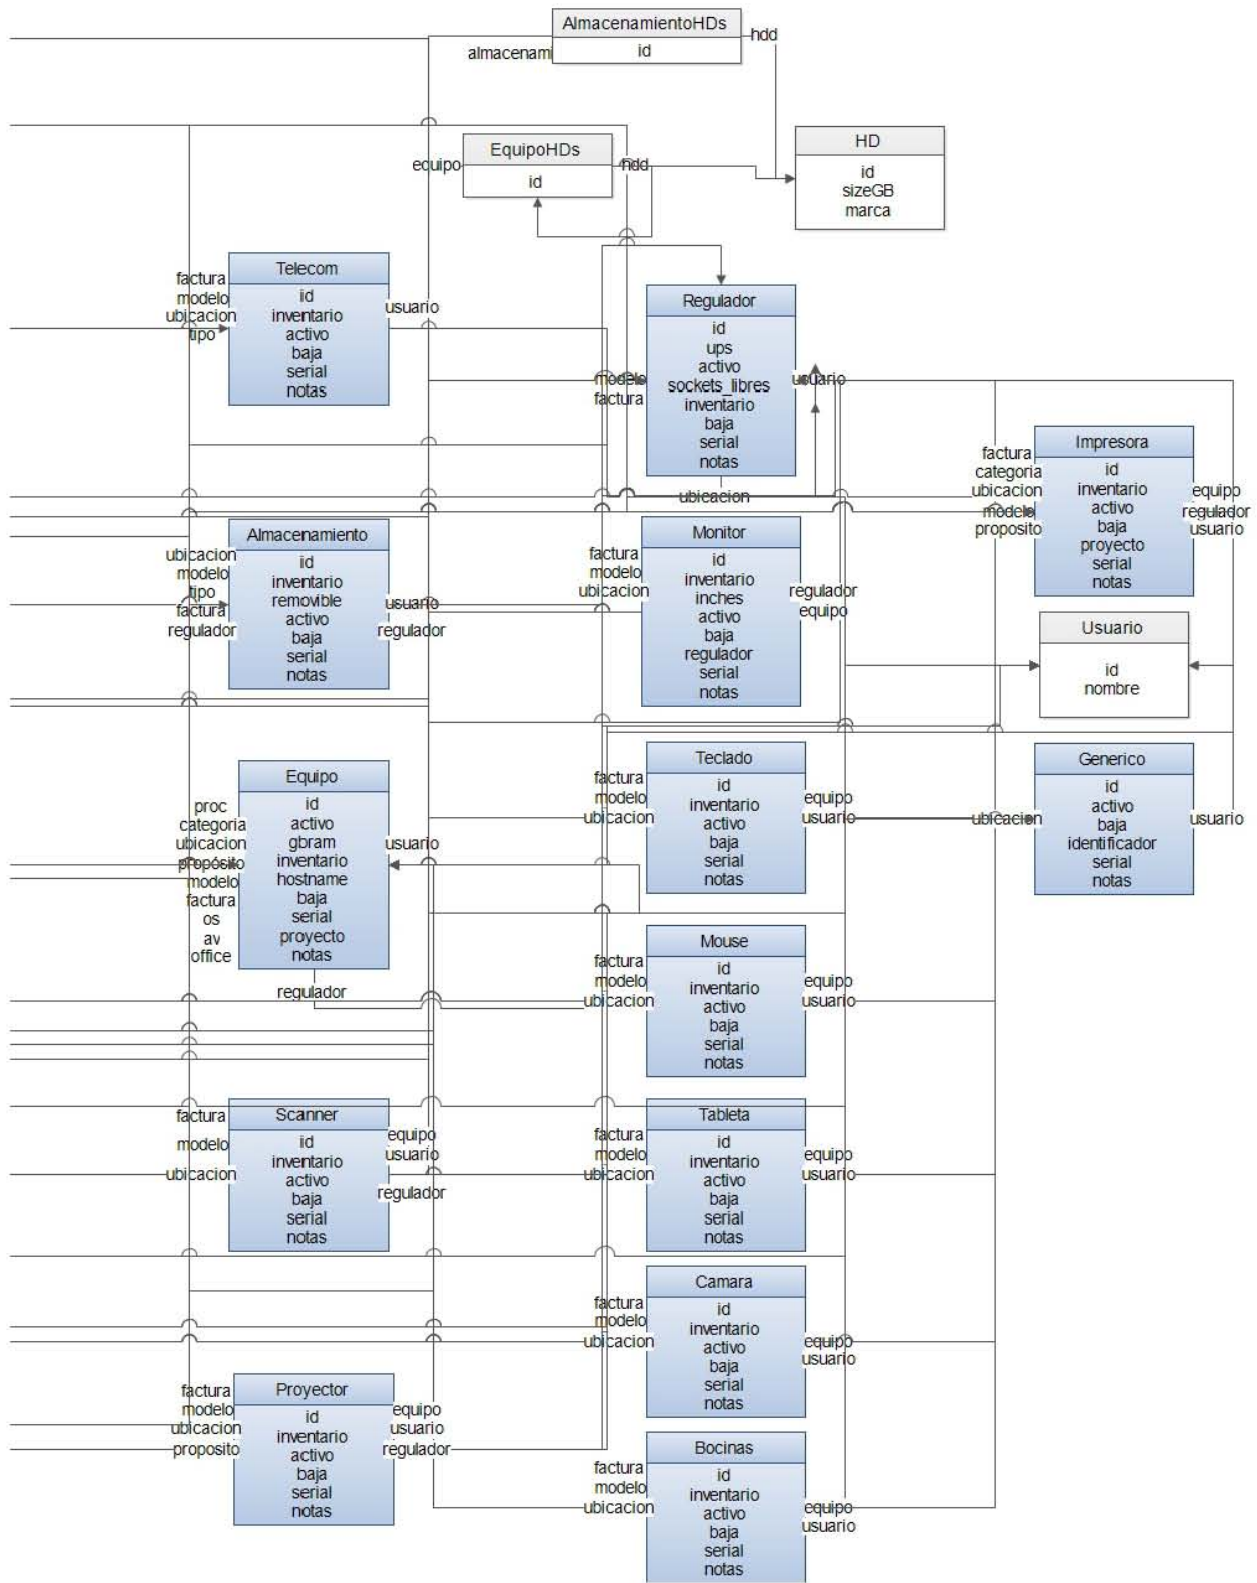 AlmacenamientoHDs
id
almacenami
hdd
EquipoHDs
id
equipo
hdd
HD
id
sizeGB
marca
Telecom
id
inventario
activo
baja
serial
notas
factura
modelo
ubicacion
tipo
usuario
Regulador
id
ups
activo
sockets_libres
inventario
baja
serial
notas
modelo
factura
usuario
ubicacion
Impresora
id
inventario
activo
baja
proyecto
serial
notas
factura
categoria
ubicacion
modelo
proposito
equipo
regulador
usuario
Almacenamiento
id
inventario
removible
activo
baja
serial
notas
ubicacion
modelo
tipo
factura
regulador
usuario
regulador
Monitor
id
inventario
inches
activo
baja
regulador
serial
notas
factura
modelo
ubicacion
regulador
equipo
Usuario
id
nombre
Equipo
id
activo
gbram
inventario
hostname
baja
serial
proyecto
notas
proc
categoria
ubicacion
propósito
modelo
factura
os
av
office
usuario
regulador
Teclado
id
inventario
activo
baja
serial
notas
factura
modelo
ubicacion
equipo
usuario
Generico
id
activo
baja
identificador
serial
notas
ubicacion
usuario
Mouse
id
inventario
activo
baja
serial
notas
factura
modelo
ubicacion
equipo
usuario
Scanner
id
inventario
activo
baja
serial
notas
factura
modelo
ubicacion
equipo
usuario
regulador
Tableta
id
inventario
activo
baja
serial
notas
factura
modelo
ubicacion
equipo
usuario
Camara
id
inventario
activo
baja
serial
notas
factura
modelo
ubicacion
equipo
usuario
Proyector
id
inventario
activo
baja
serial
notas
factura
modelo
ubicacion
proposito
equipo
usuario
regulador
Bocinas
id
inventario
activo
baja
serial
notas
factura
modelo
ubicacion
equipo
usuario